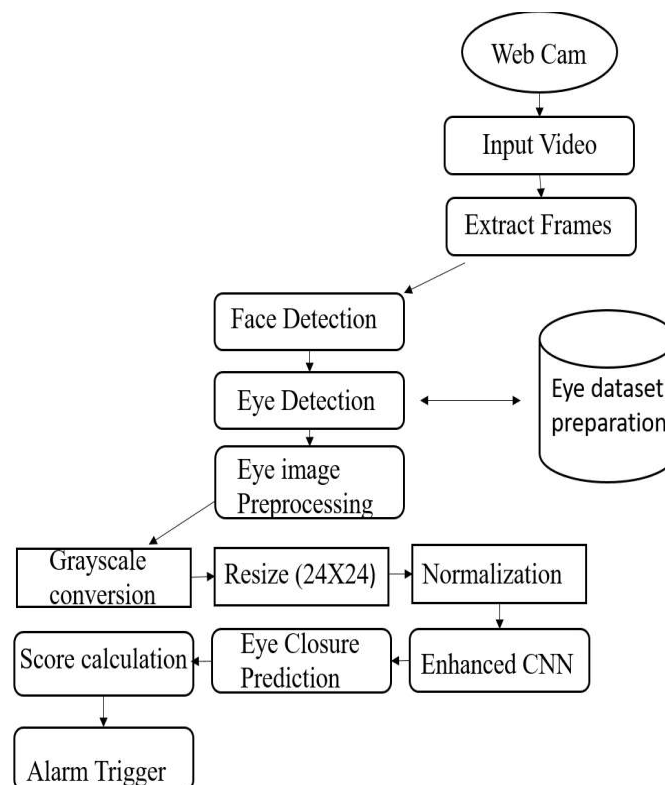 Web Cam
Input Video
Extract Frames
Face Detection
Eye Detection
Eye dataset
preparation
Eye image
Preprocessing
Grayscale
conversion
Resize (24X24)
Normalization
Enhanced CNN
Eye Closure
Prediction
Score calculation
Alarm Trigger